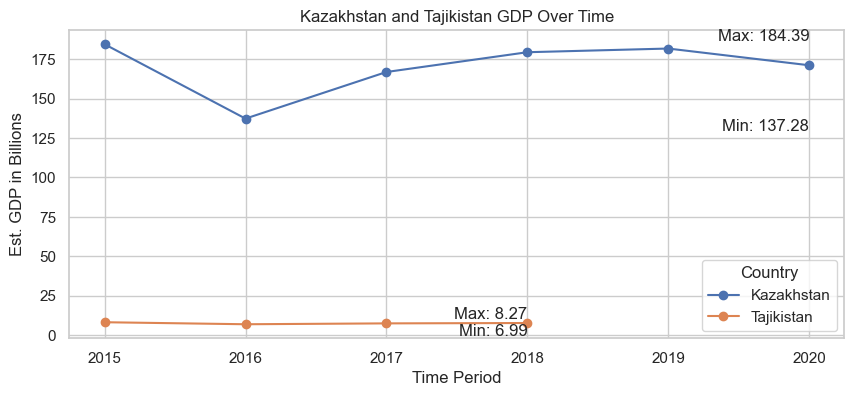 Kazakhstan and Tajikistan GDP Over Time
Est. GDP in Billions
175
150
125
100
75
50
25
0
Max: 184.39
Min: 137.28
Max: 8.27
Min: 6.99
Country
Kazakhstan
Tajikistan
2015 2016 2017 2018 2019 2020
Time Period